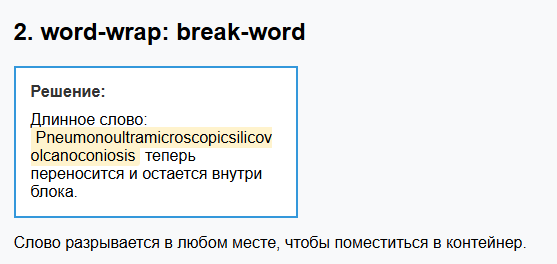 2. word-wrap: break-word
Решение:
Длинное слово:
Pneumonoultramicroscopicsilicov
olcanoconiosis теперь
переносится и остается внутри
блока.
Слово разрывается в любом месте, чтобы поместиться в контейнер.